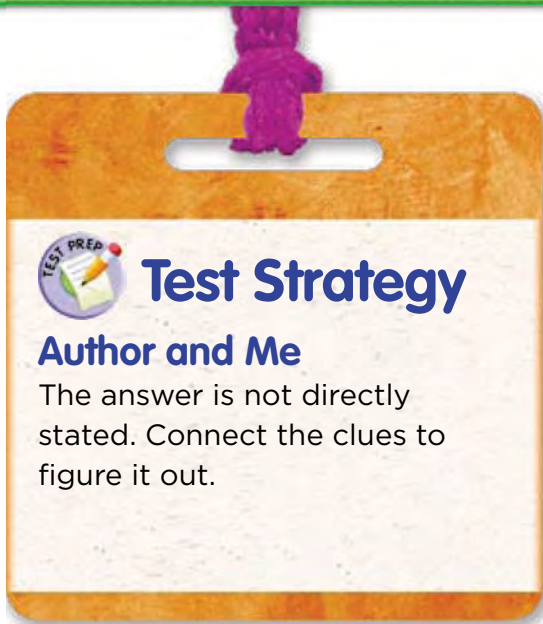 TEST PREP
Test Strategy
Author and Me
The answer is not directly
stated. Connect the clues to
figure it out.